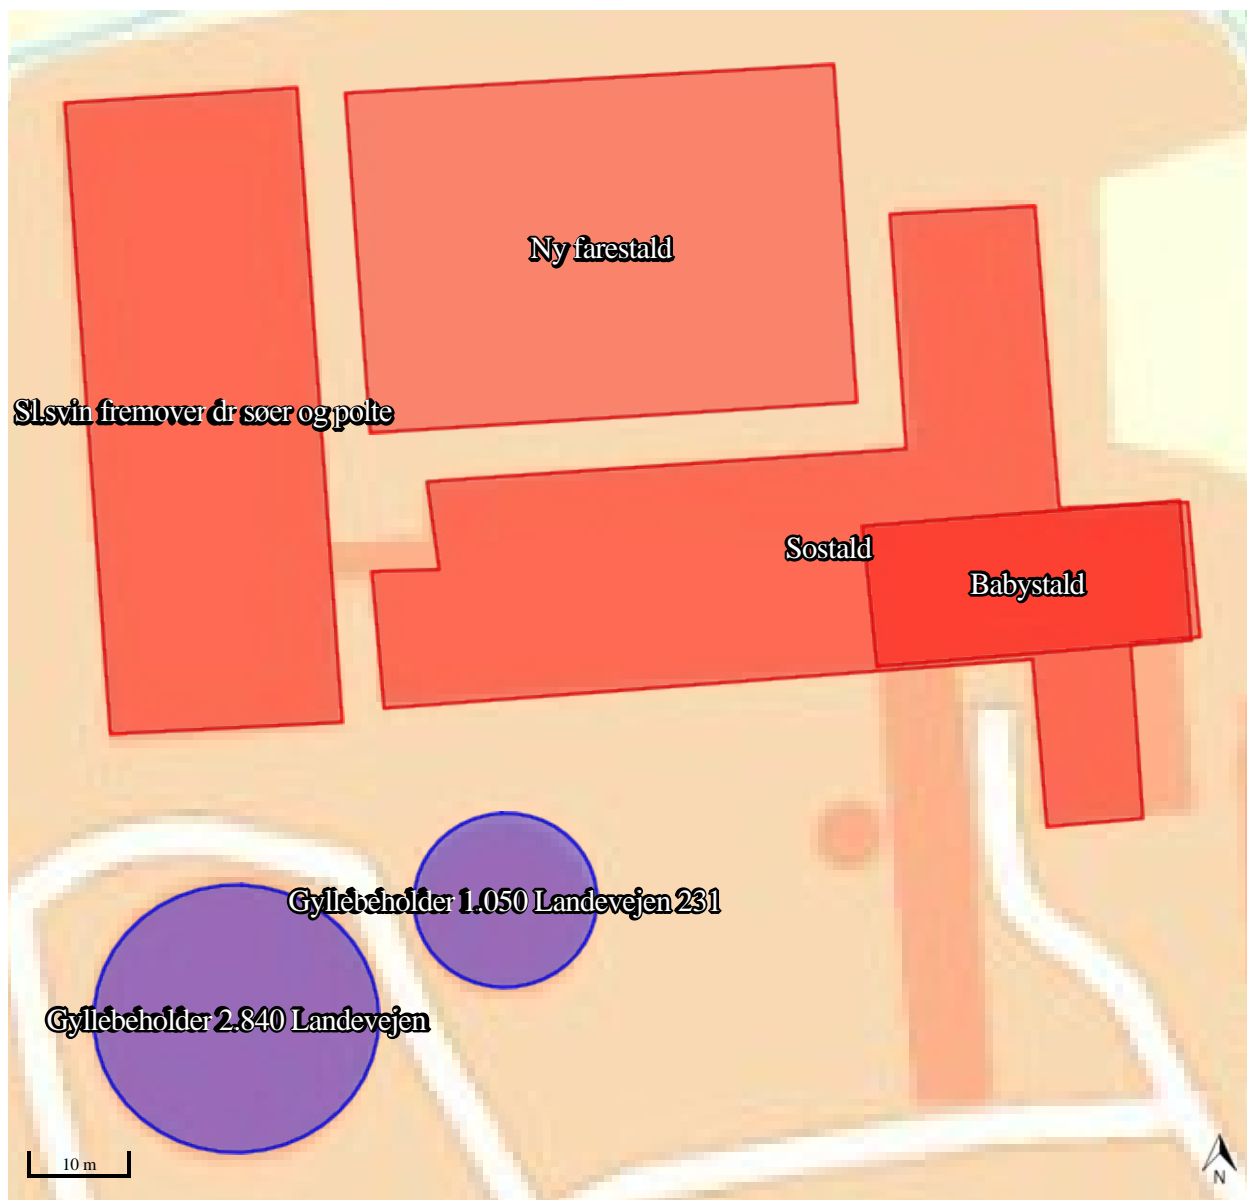 Ny farestald
Sl.svin fremover dr søer og polte
Sostald
Babystald
Gyllebeholder 1.050 Landevejen 231
Gyllebeholder 2.840 Landevejen
10 m
N